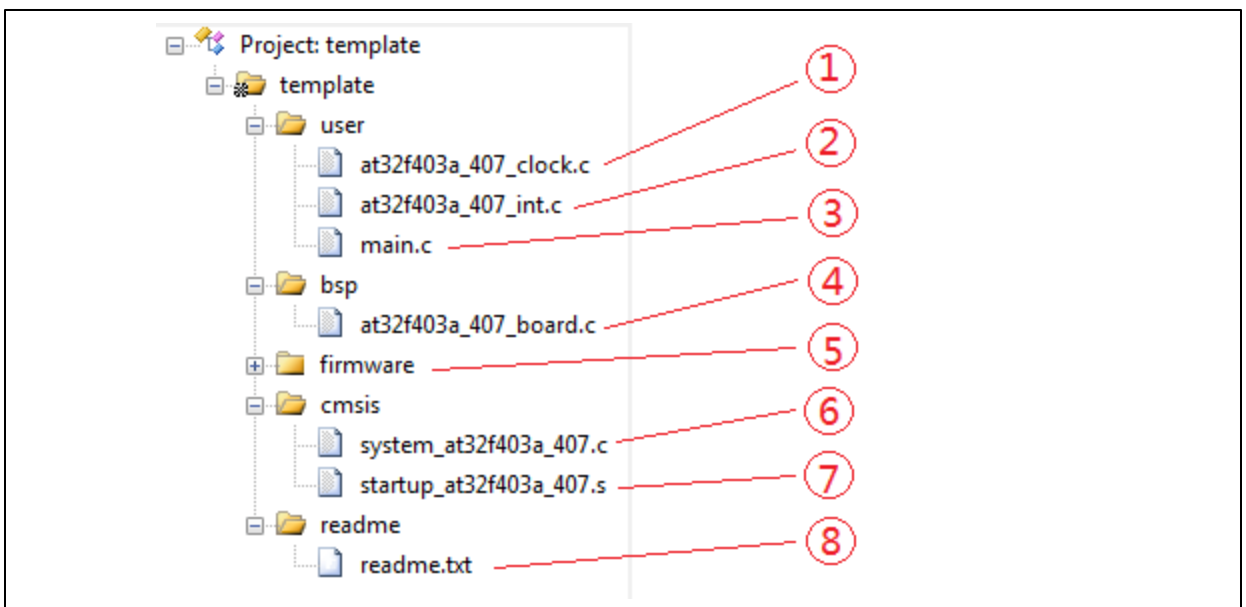 Project: template
template
①
user
at32f403a_407_clock.c
②
at32f403a_407_int.c
③
main.c
④
bsp
at32f403a_407_board.c
⑤
firmware
cmsis
⑥
system_at32f403a_407.c
⑦
startup_at32f403a_407.s
readme
⑧
readme.txt